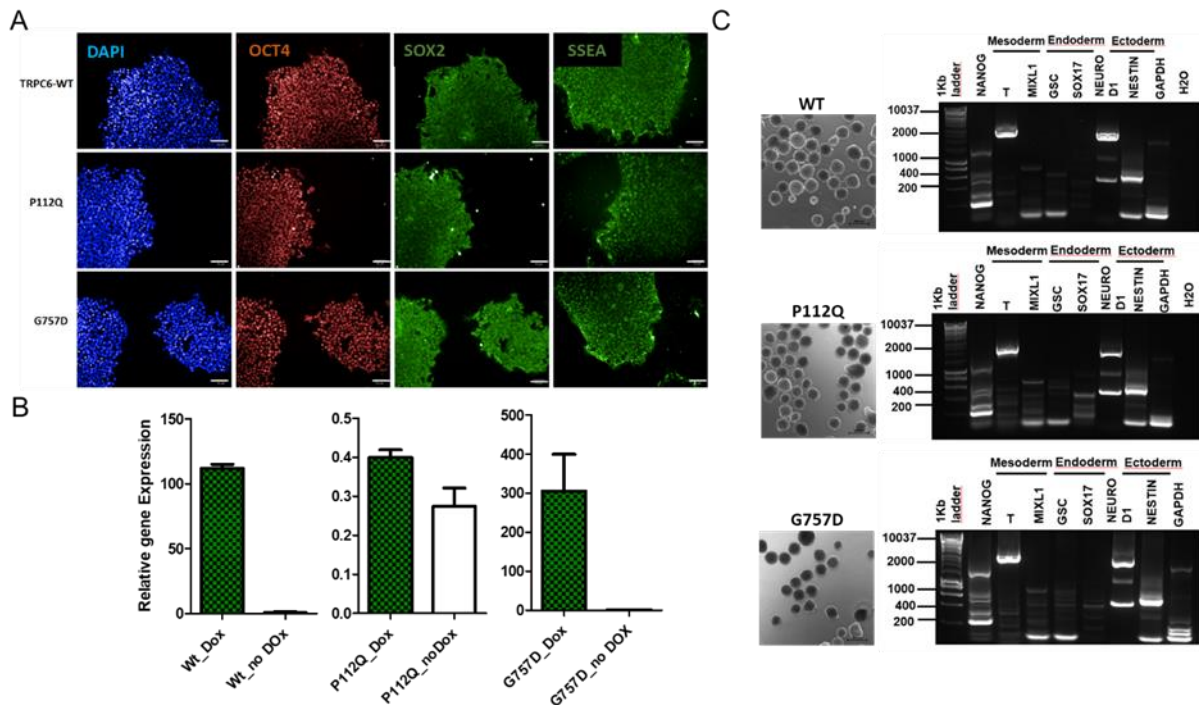 A
DAPI
OCT4
SOX2
SSEA
TRPC6-WT
P112Q
G757D
B
Relative gene Expression
150
100
50
0
Wt_Dox
Wt_no DOx
0.5
0.4
0.3
0.2
0.1
0.0
P112Q_Dox
P112Q_noDox
500
400
300
200
100
0
G757D_Dox
G757D_no DOX
C
WT
Mesoderm
Endoderm
Ectoderm
1Kb
ladder
NANOG
T
MIXL1
GSC
SOX17
NEURO
D1
NESTIN
GAPDH
H2O
10037
2000
1000
400
200
P112Q
Mesoderm
Endoderm
Ectoderm
1Kb
ladder
NANOG
T
MIXL1
GSC
SOX17
NEURO
D1
NESTIN
GAPDH
H2O
10037
2000
1000
400
200
G757D
Mesoderm
Endoderm
Ectoderm
1Kb
ladder
NANOG
T
MIXL1
GSC
SOX17
NEURO
D1
NESTIN
GAPDH
10037
2000
1000
400
200